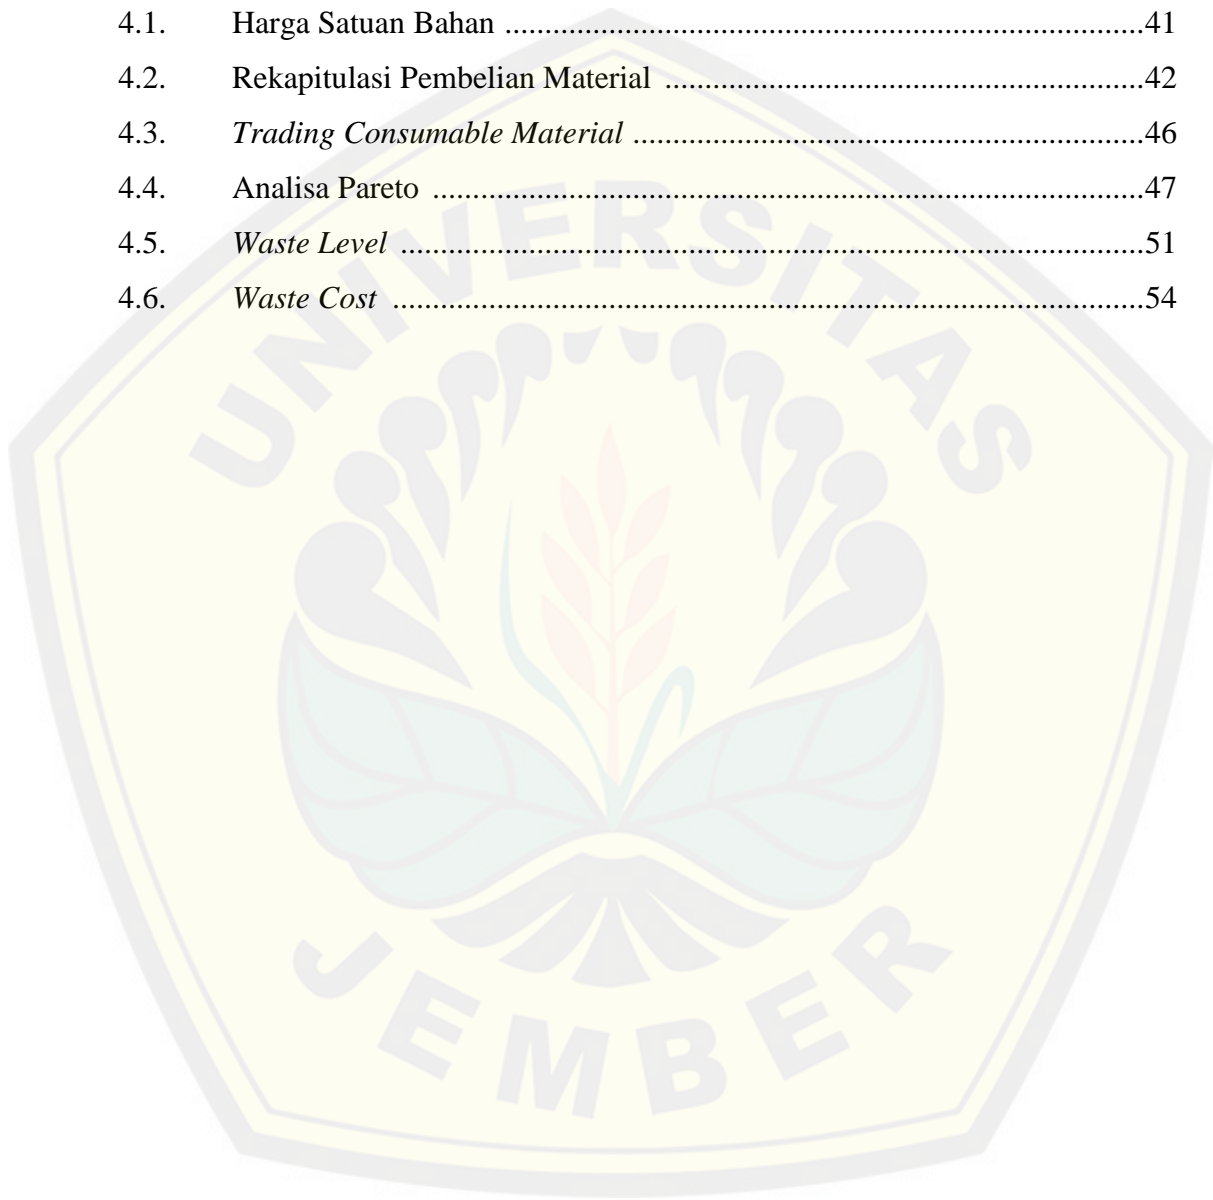 4.1. Harga Satuan Bahan ....................................................................................41
4.2. Rekapitulasi Pembelian Material ...............................................................42
4.3. Trading Consumable Material ...................................................................46
4.4. Analisa Pareto ............................................................................................47
4.5. Waste Level ................................................................................................51
4.6. Waste Cost .................................................................................................54
UNIVERSITAS
JEMBER